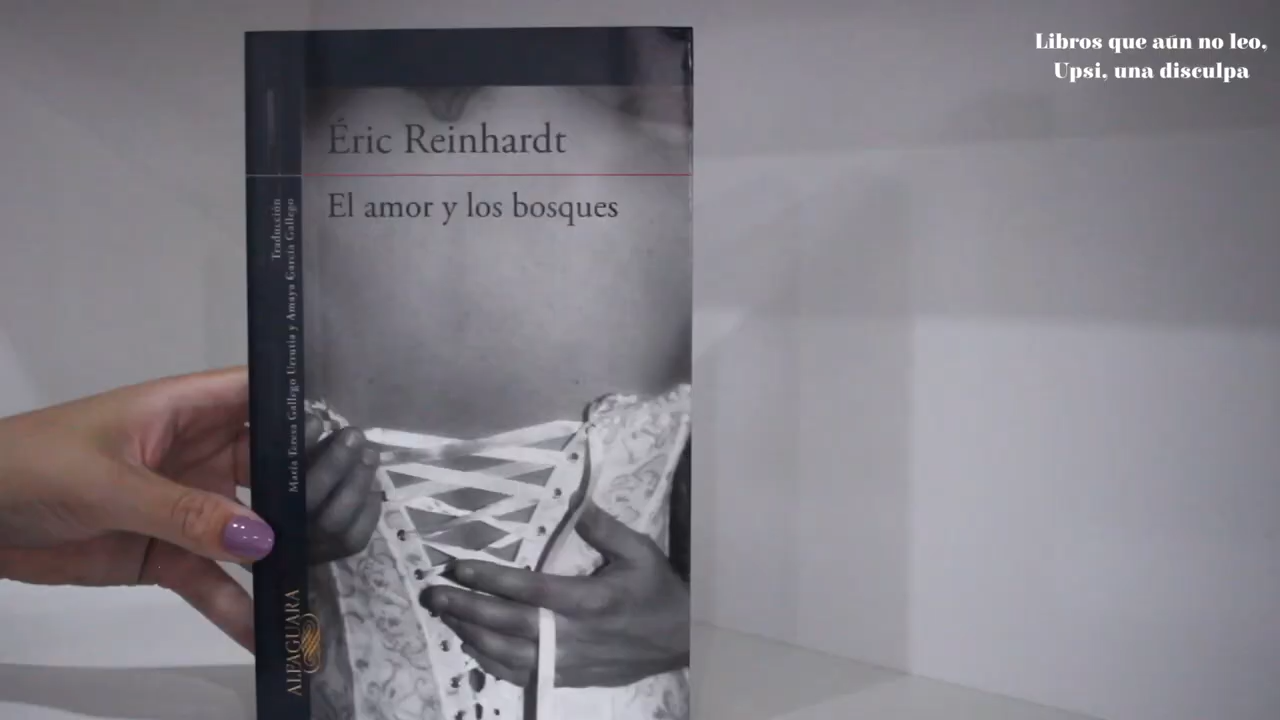 Libros que aún no leo,
Upsi, una disculpa
Éric Reinhardt
El amor y los bosques
Traducción
María Teresa Gallego Urrutia y Amaya García Gallego
ALFAGUARA